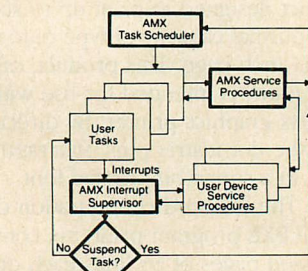 AMX
Task Scheduler
AMX Service
Procedures
User
Tasks
Interrupts
AMX Interrupt
Supervisor
User Device
Service
Procedures
No
Suspend
Task?
Yes